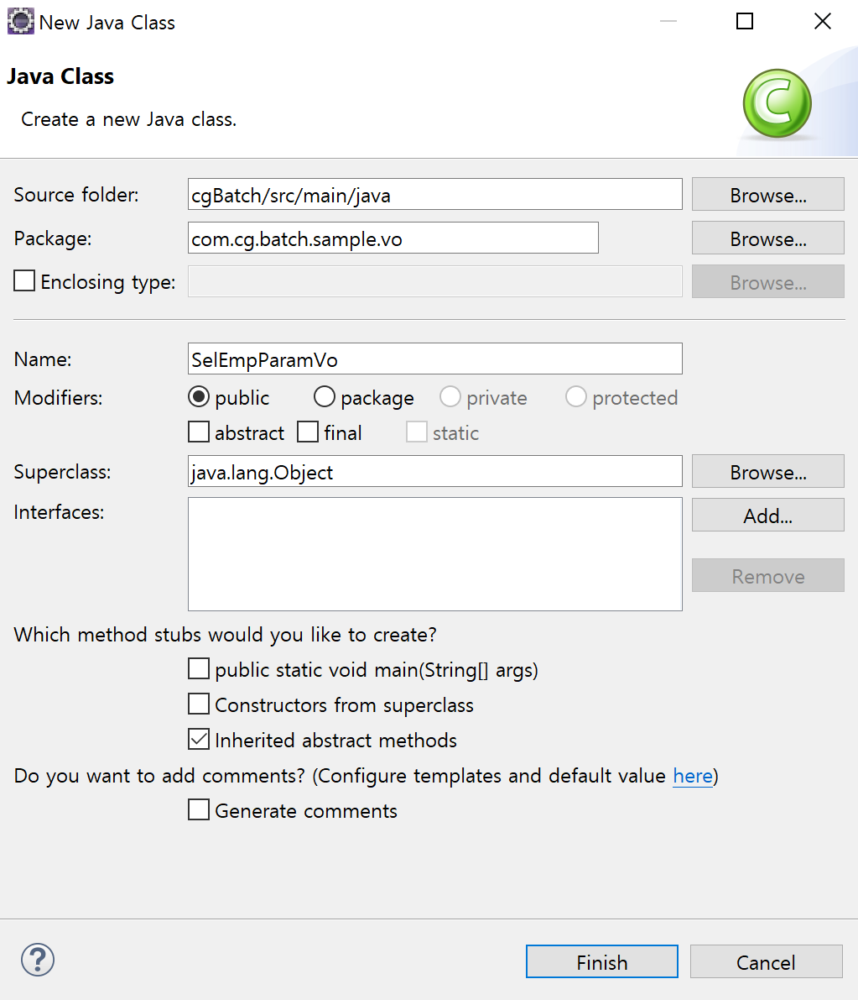 New Java Class
Java Class
Create a new Java class.
C
Source folder: cgBatch/src/main/java Browse...
Package: com.cg.batch.sample.vo Browse...
Enclosing type: Browse...
Name: SelEmpParamVo
Modifiers: public package private protected
abstract final static
Superclass: java.lang.Object Browse...
Interfaces: Add...
Remove
Which method stubs would you like to create?
public static void main(String[] args)
Constructors from superclass
Inherited abstract methods
Do you want to add comments? (Configure templates and default value here)
Generate comments
? Finish Cancel